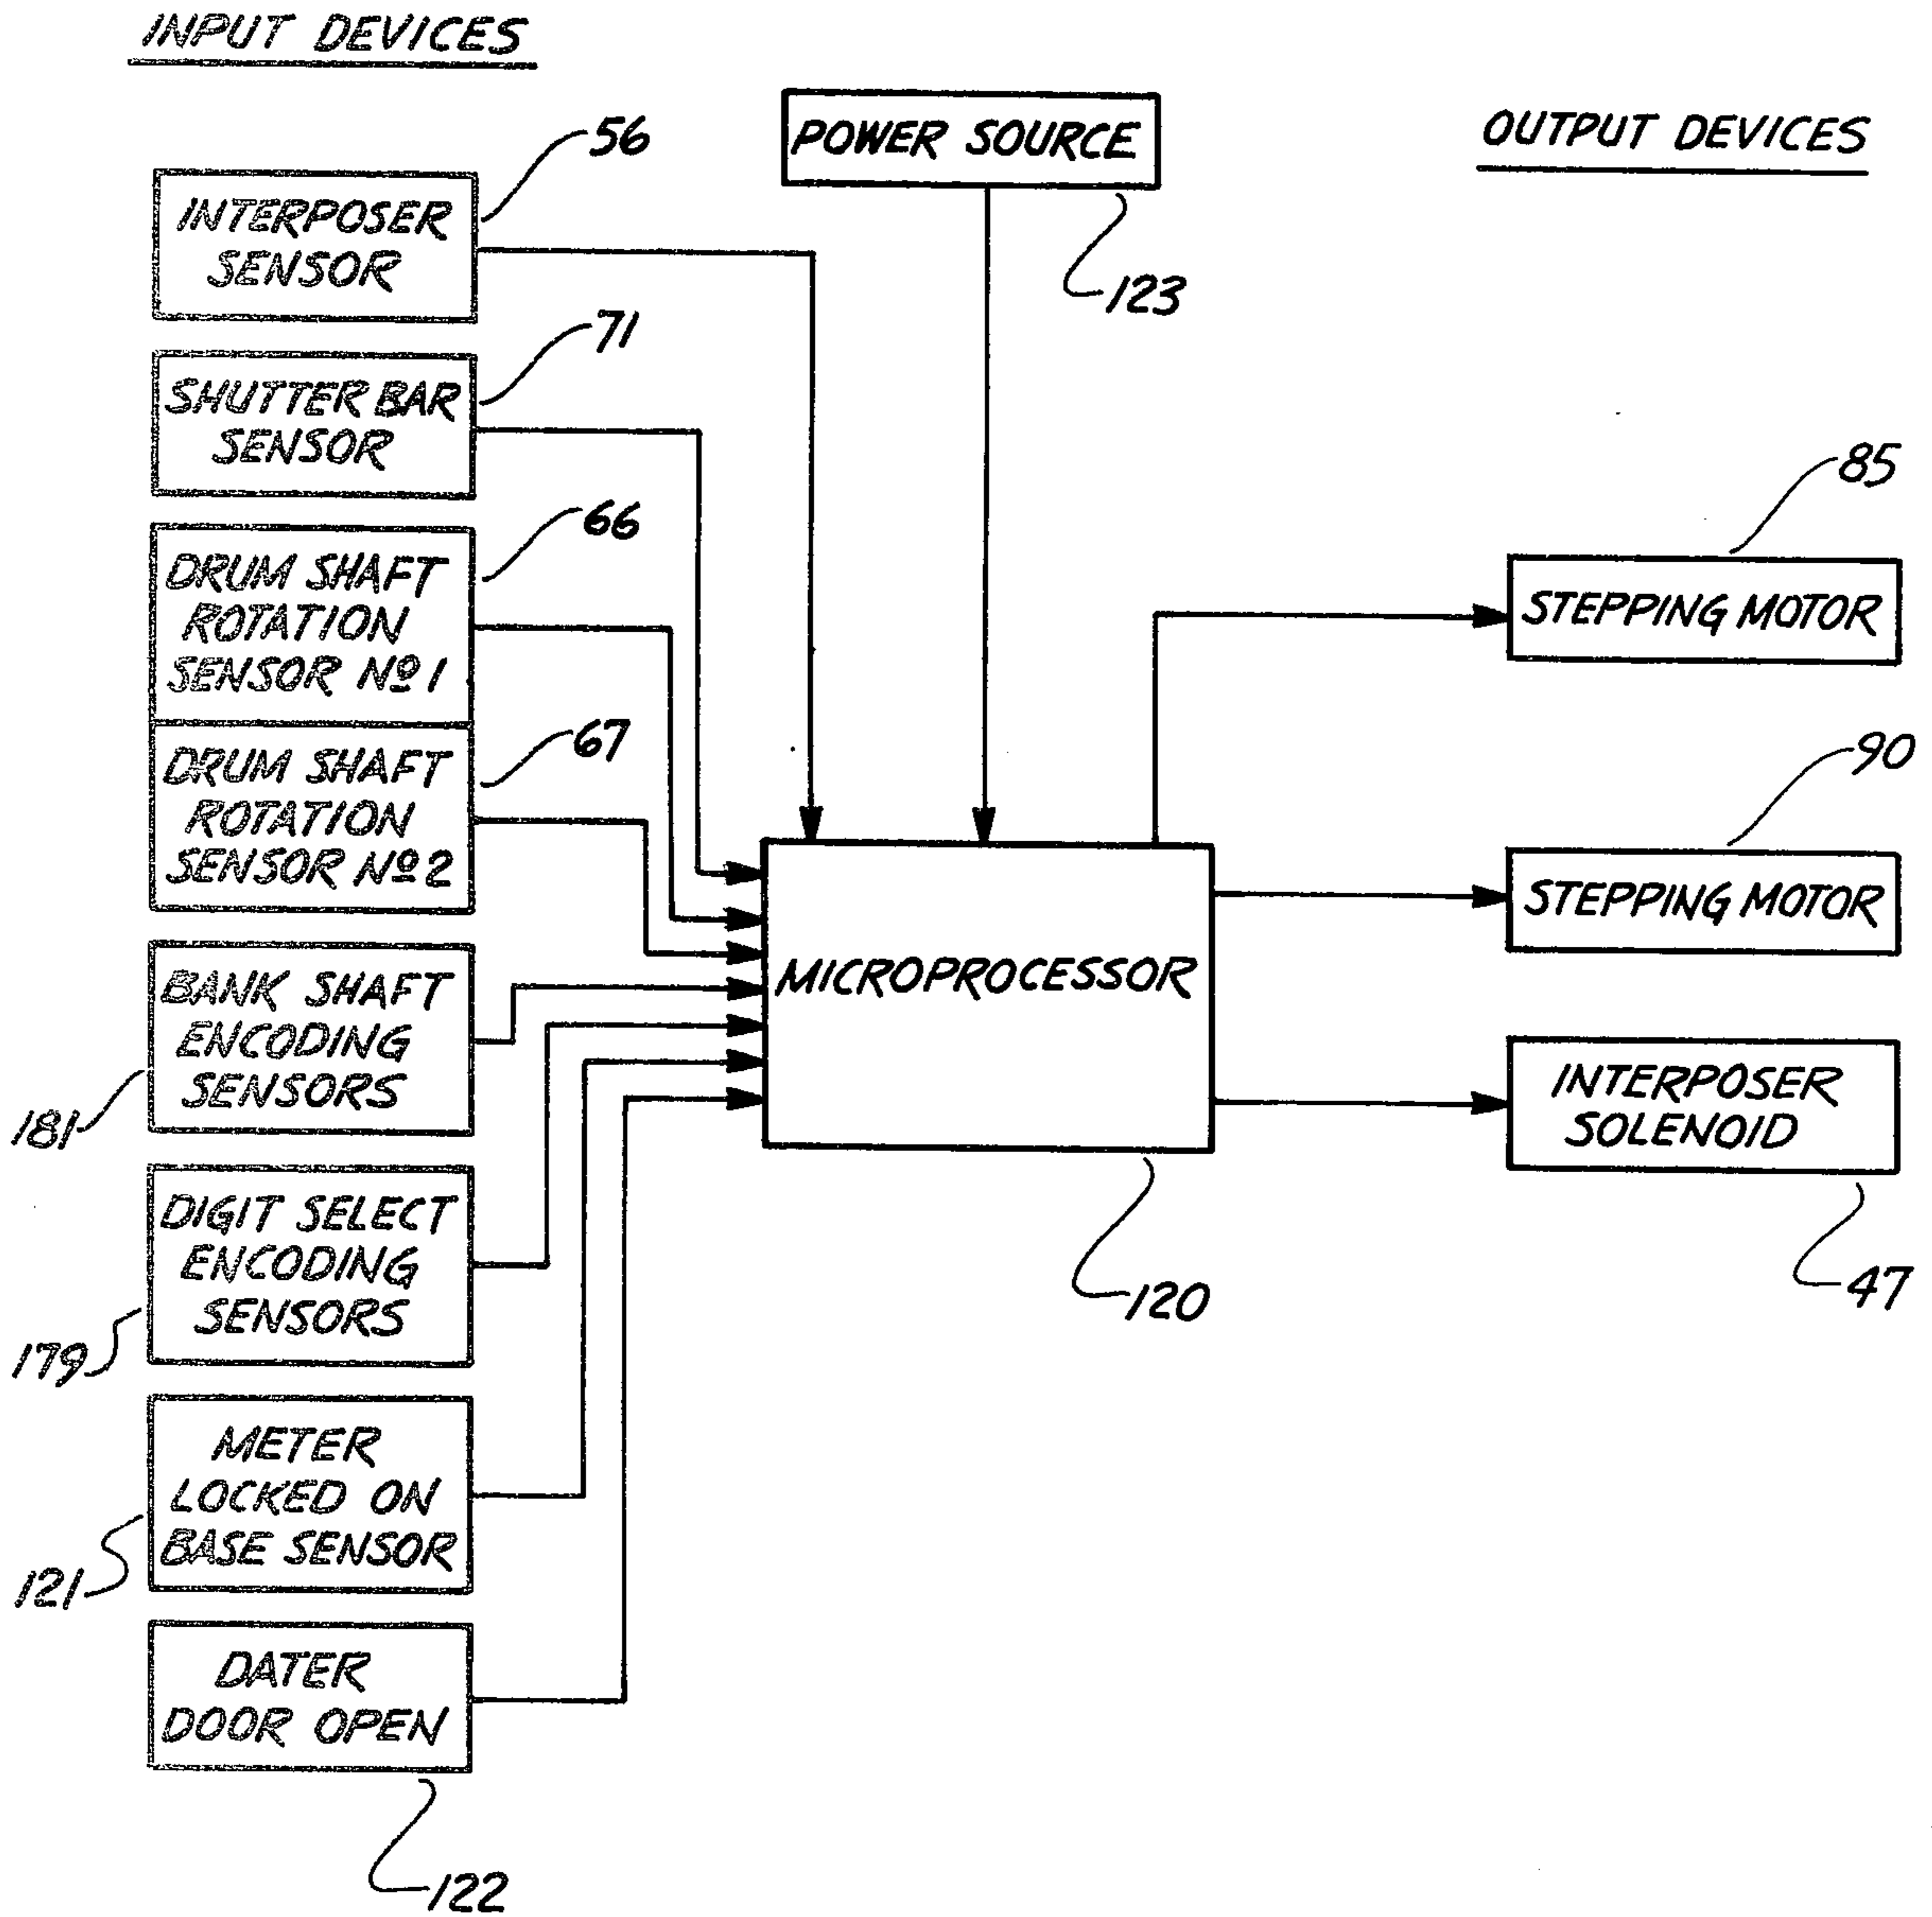 INPUT DEVICES
POWER SOURCE
123
OUTPUT DEVICES
56
INTERPOSER
SENSOR
71
SHUTTER BAR
SENSOR
66
DRUM SHAFT
ROTATION
SENSOR Nº 1
67
DRUM SHAFT
ROTATION
SENSOR Nº 2
BANK SHAFT
ENCODING
SENSORS
181
DIGIT SELECT
ENCODING
SENSORS
179
METER
LOCKED ON
BASE SENSOR
121
DATER
DOOR OPEN
122
MICROPROCESSOR
120
85
STEPPING MOTOR
90
STEPPING MOTOR
INTERPOSER
SOLENOID
47